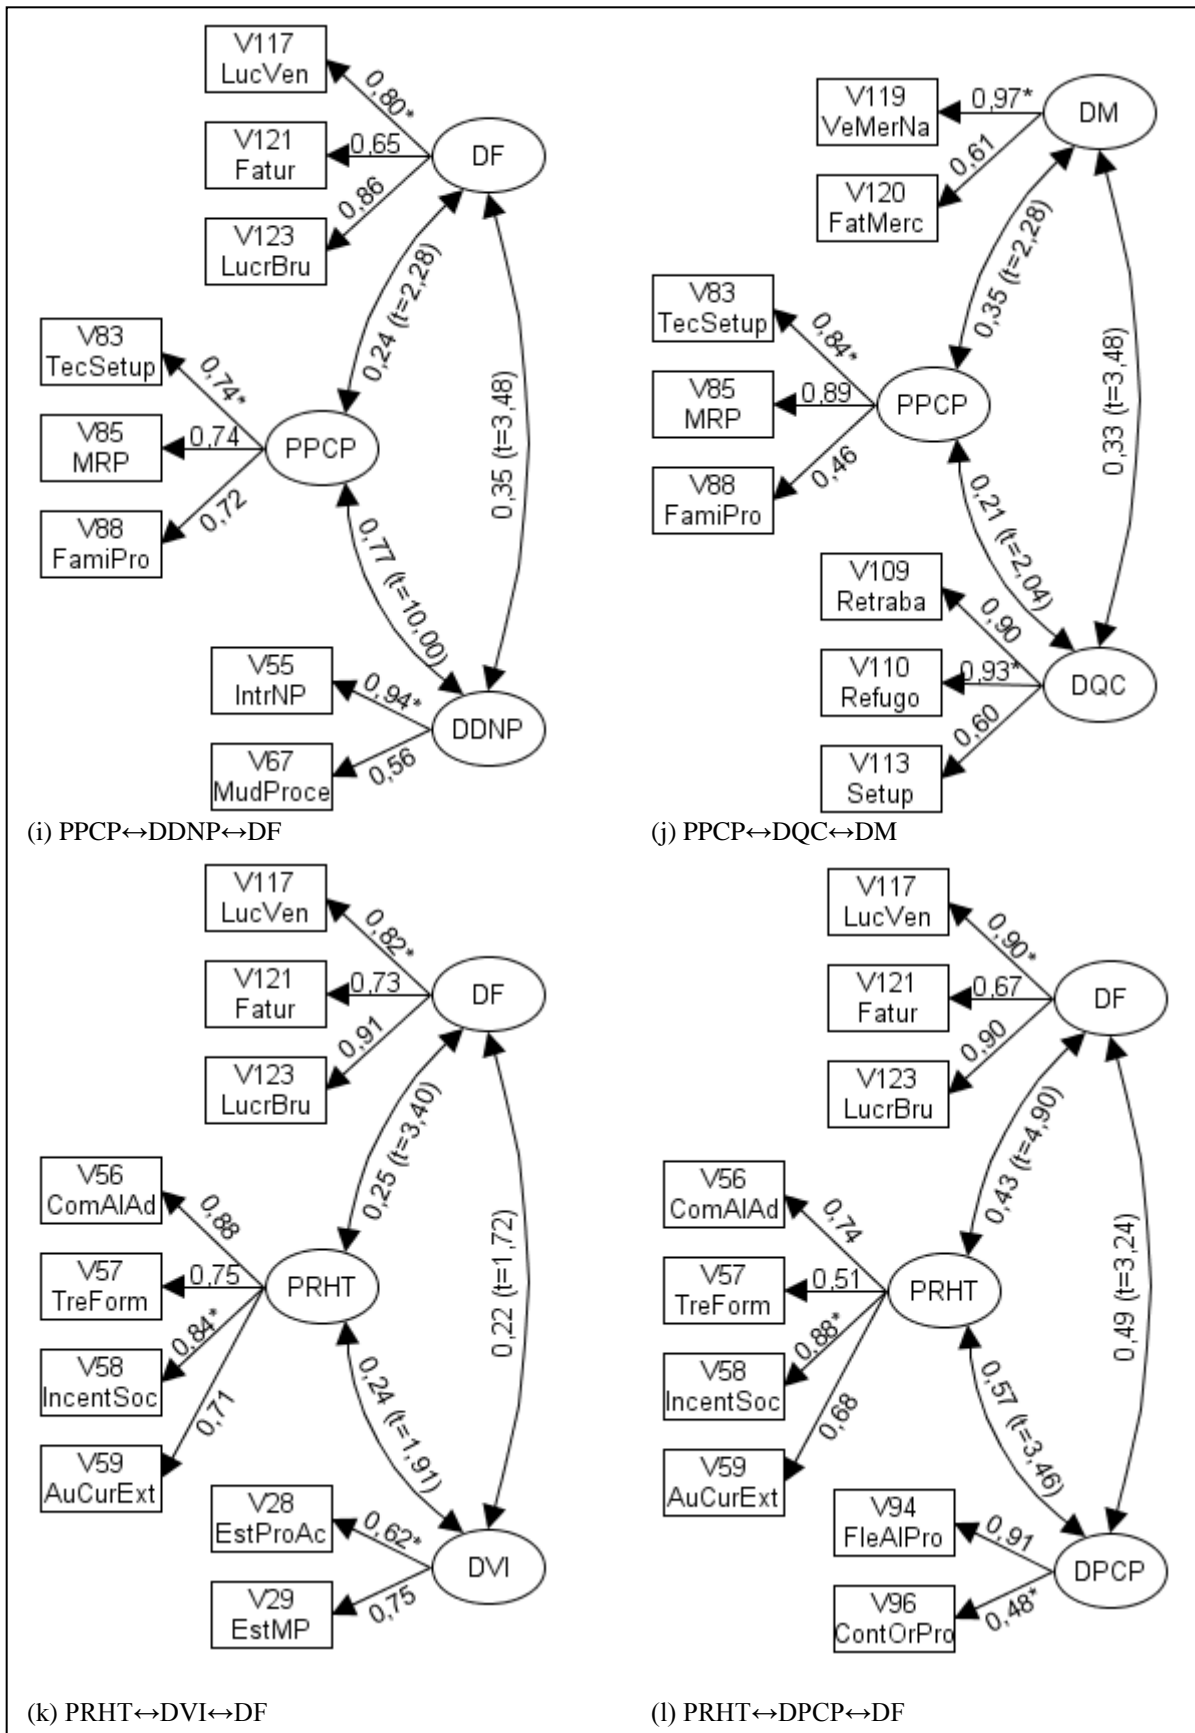 V117
LucVen
0,80*
V121
Fatur
0,65
DF
0,86
V123
LucrBru
0,24 (t=2,28)
0,35 (t=3,48)
V83
TecSetup
0,74*
V85
MRP
0,74
PPCP
V88
FamiPro
0,72
0,77 (t=10,00)
V55
IntrNP
0,94*
DDNP
V67
MudProce
0,56
(i) PPCP↔DDNP↔DF
V119
VeMerNa
0,97*
DM
V120
FatMerc
0,61
0,35 (t=2,28)
0,33 (t=3,48)
V83
TecSetup
0,84*
V85
MRP
0,89
PPCP
V88
FamiPro
0,46
0,21 (t=2,04)
V109
Retraba
0,90
V110
Refugo
0,93*
DQC
V113
Setup
0,60
(j) PPCP↔DQC↔DM
V117
LucVen
0,82*
V121
Fatur
0,73
DF
V123
LucrBru
0,91
0,25 (t=3,40)
0,22 (t=1,72)
V56
ComAlAd
0,88
V57
TreForm
0,75
PRHT
V58
IncentSoc
0,84*
V59
AuCurExt
0,71
0,24 (t=1,91)
V28
EstProAc
0,62*
DVI
V29
EstMP
0,75
(k) PRHT↔DVI↔DF
V117
LucVen
0,90*
V121
Fatur
0,67
DF
V123
LucrBru
0,90
0,43 (t=4,90)
0,49 (t=3,24)
V56
ComAlAd
0,74
V57
TreForm
0,51
PRHT
V58
IncentSoc
0,88*
V59
AuCurExt
0,68
0,57 (t=3,46)
V94
FleAlPro
0,91
DPCP
V96
ContOrPro
0,48*
(l) PRHT↔DPCP↔DF